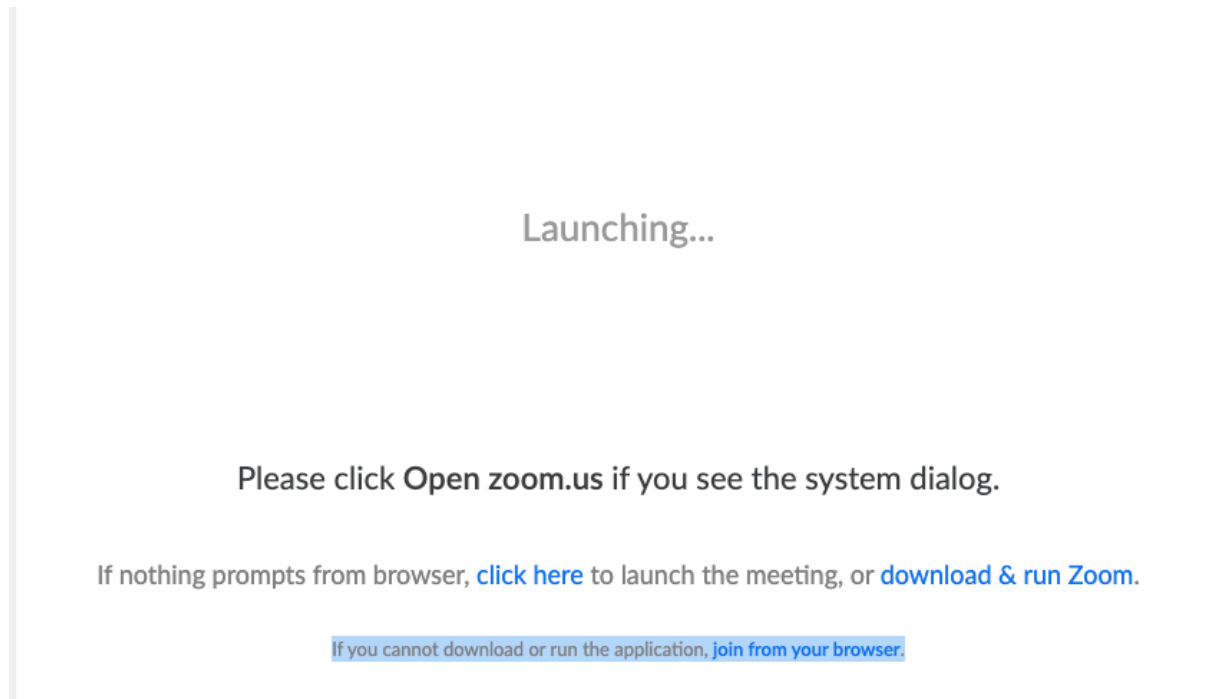 Launching...
Please click Open zoom.us if you see the system dialog.
If nothing prompts from browser, click here to launch the meeting, or download & run Zoom.
If you cannot download or run the application, join from your browser.